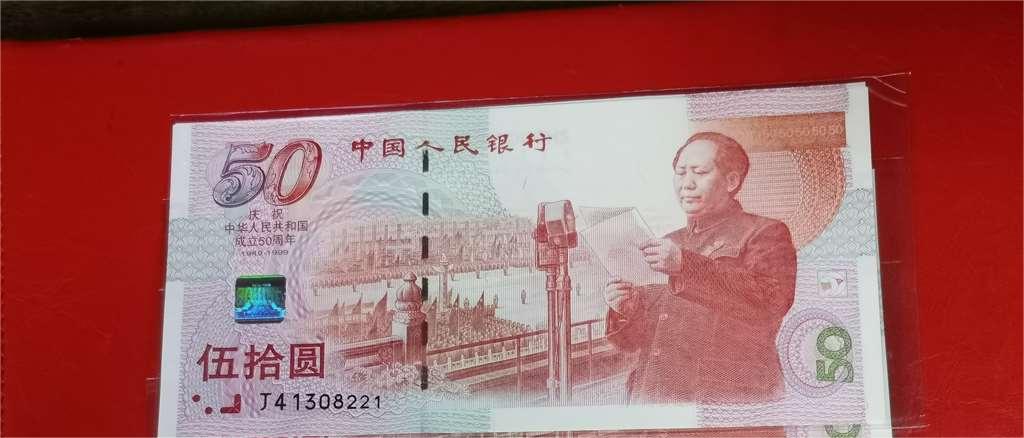 50
中国人民银行
庆祝
中华人民共和国
成立50周年
1949-1999
伍拾圆
J41308221
50